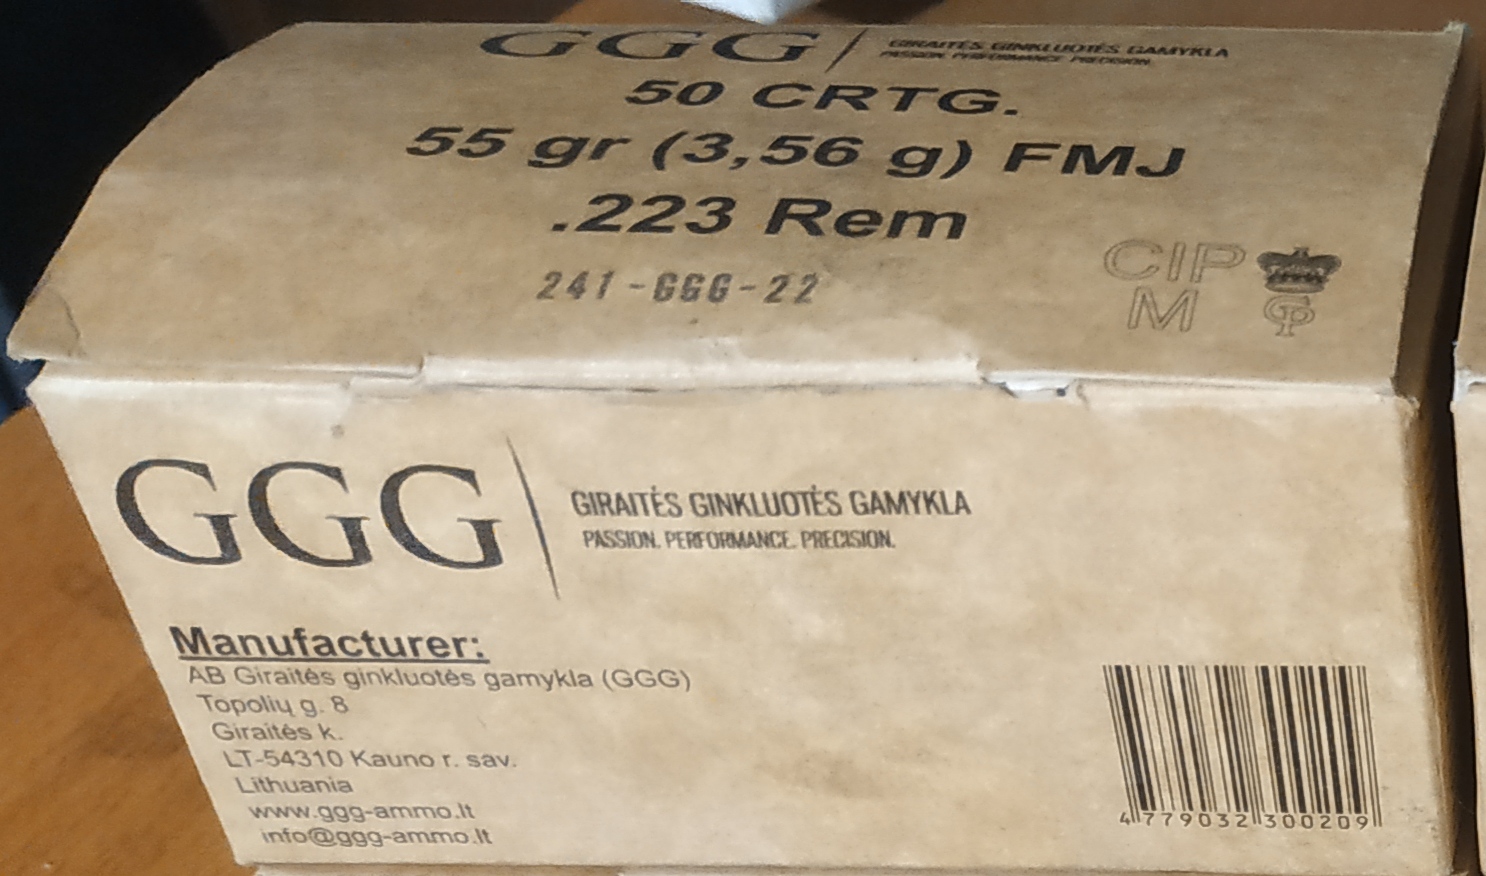 GGG
GIRAITĖS GINKLUOTĖS GAMYKLA
PASSION. PERFORMANCE. PRECISION.
50 CRTG.
55 gr (3,56 g) FMJ
.223 Rem
241-GGG-22
CIP
M
GP
GGG
GIRAITĖS GINKLUOTĖS GAMYKLA
PASSION. PERFORMANCE. PRECISION.
Manufacturer:
AB Giraitės ginkluotės gamykla (GGG)
Topolių g. 8
Giraitės k.
LT-54310 Kauno r. sav.
Lithuania
www.ggg-ammo.lt
info@ggg-ammo.lt
4 779032 300209